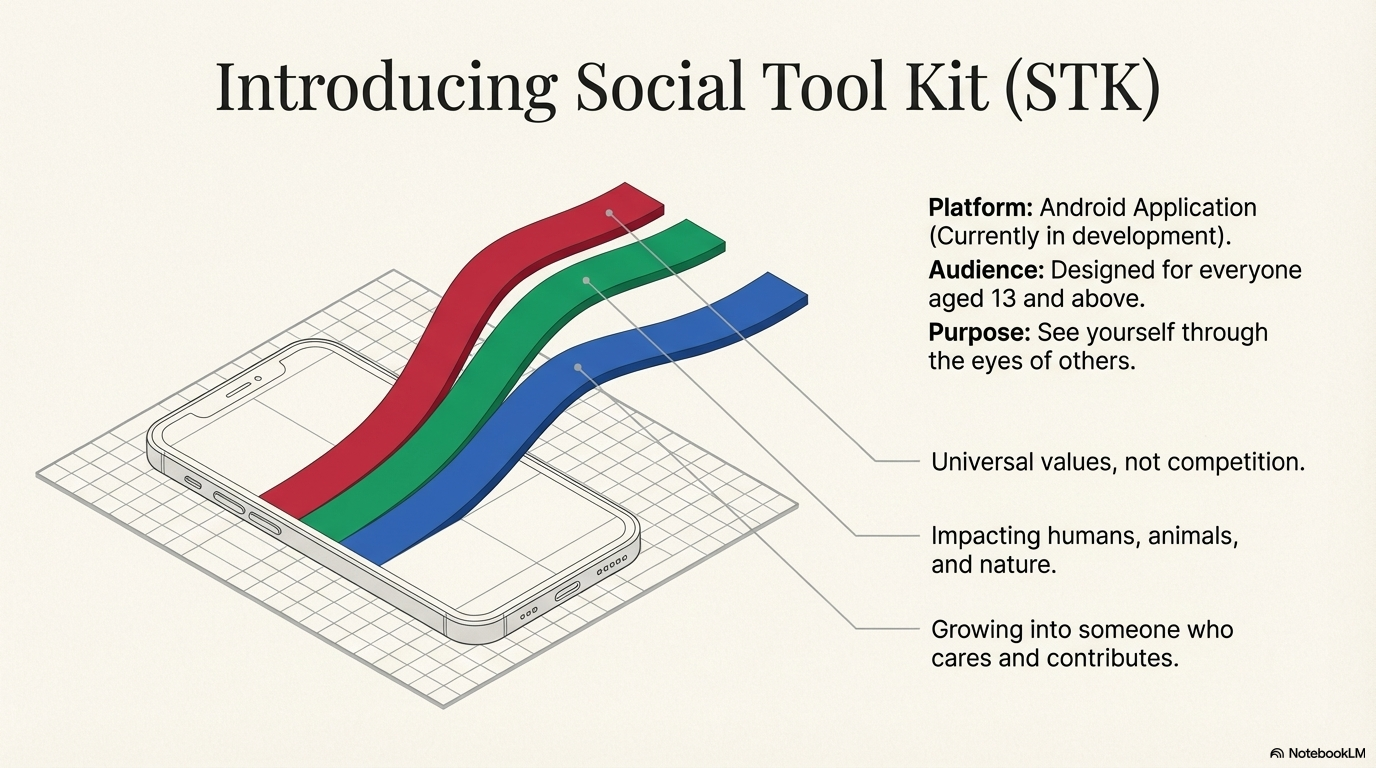 Introducing Social Tool Kit (STK)
Platform: Android Application
(Currently in development).
Audience: Designed for everyone
aged 13 and above.
Purpose: See yourself through
the eyes of others.
Universal values, not competition.
Impacting humans, animals,
and nature.
Growing into someone who
cares and contributes.
NotebookLM